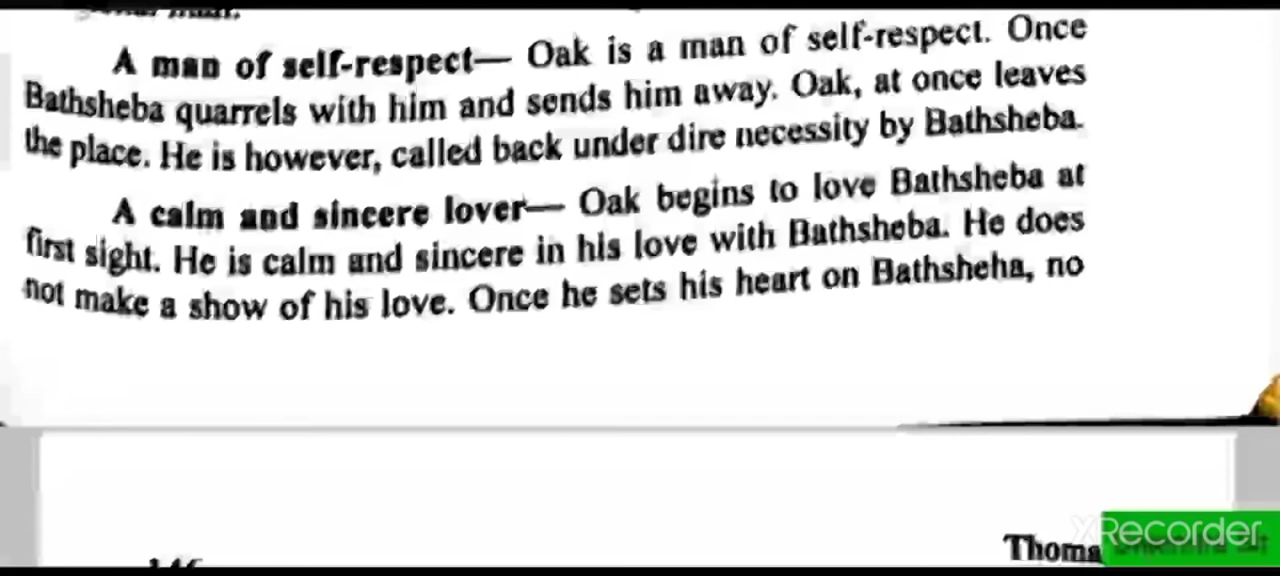 A man of self-respect— Oak is a man of self-respect. Once
Bathsheba quarrels with him and sends him away. Oak, at once leaves
the place. He is however, called back under dire necessity by Bathsheba.
A calm and sincere lover— Oak begins to love Bathsheba at
first sight. He is calm and sincere in his love with Bathsheba. He does
not make a show of his love. Once he sets his heart on Bathsheha, no
XRecorder
Thoma